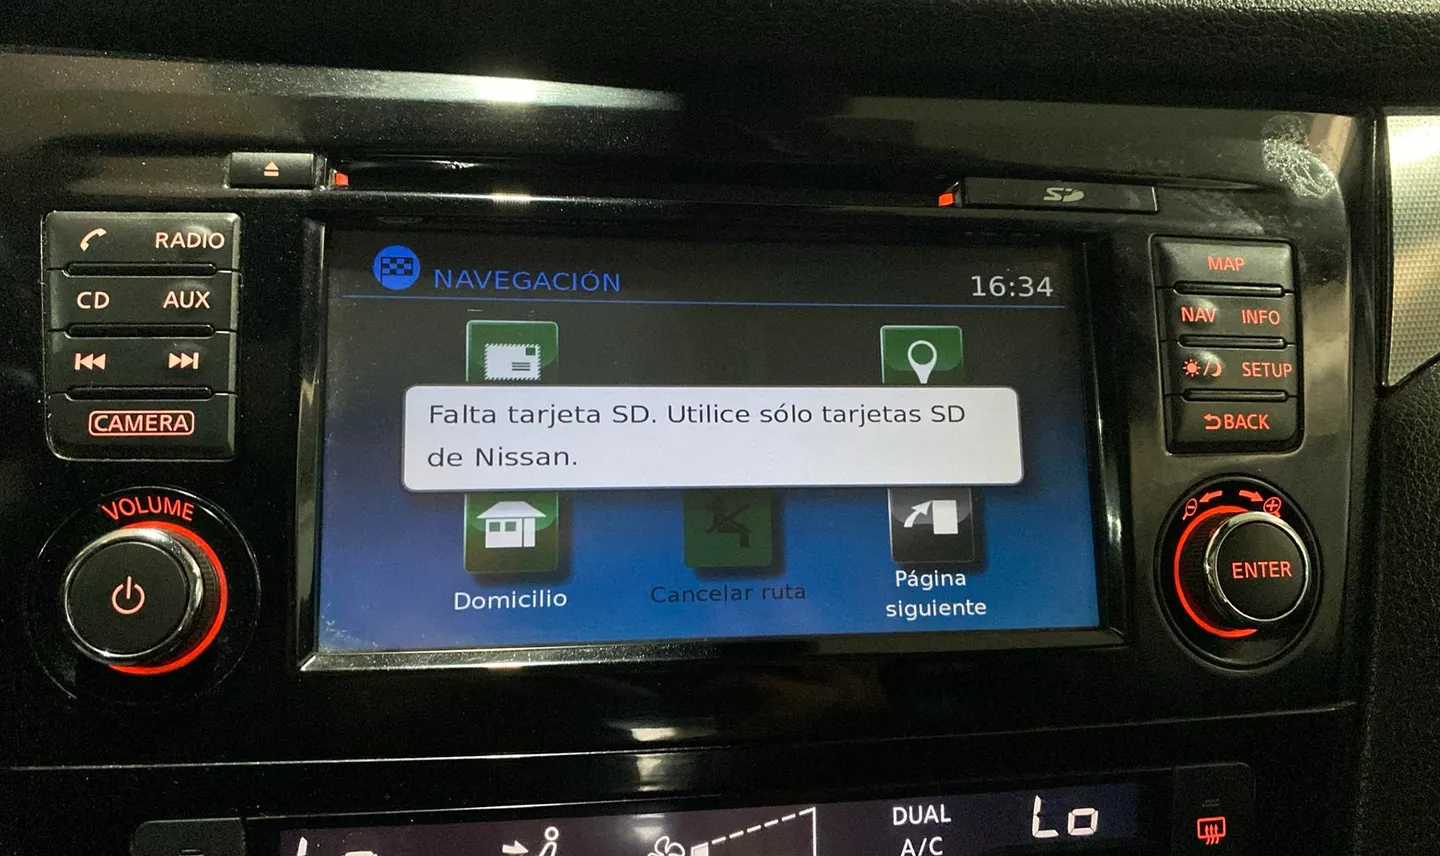 SD
RADIO
CD AUX
CAMERA
VOLUME
NAVEGACIÓN
16:34
Falta tarjeta SD. Utilice sólo tarjetas SD
de Nissan.
Domicilio
Cancelar ruta
Página
siguiente
MAP
NAV INFO
SETUP
BACK
ENTER
DUAL
A/C
Lo